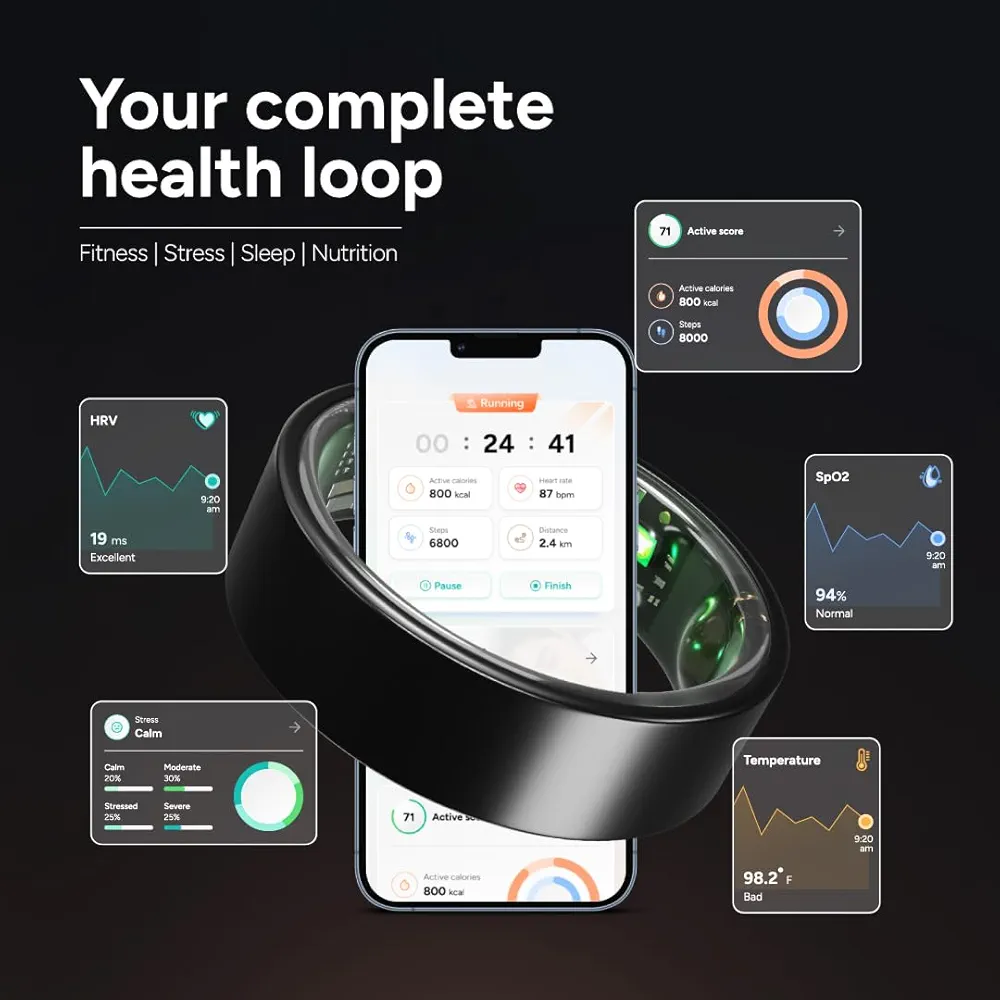 Your complete
health loop
Fitness | Stress | Sleep | Nutrition
71 Active score
Active calories
800 kcal
Steps
8000
Running
00 : 24 : 41
Active calories
800 kcal
Heart rate
87 bpm
Steps
6800
Distance
2.4 km
Pause
Finish
HRV
9:20
am
19 ms
Excellent
SpO2
9:20
am
94%
Normal
Stress
Calm
Calm
20%
Moderate
30%
Stressed
25%
Severe
25%
71 Active
Active calories
800 kcal
Temperature
9:20
am
98.2° F
Bad